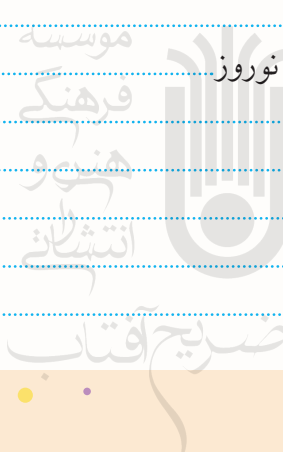 موسسه
نوروز
فرهنگی
هنری و
انتشاراتی
ضریح آفتاب